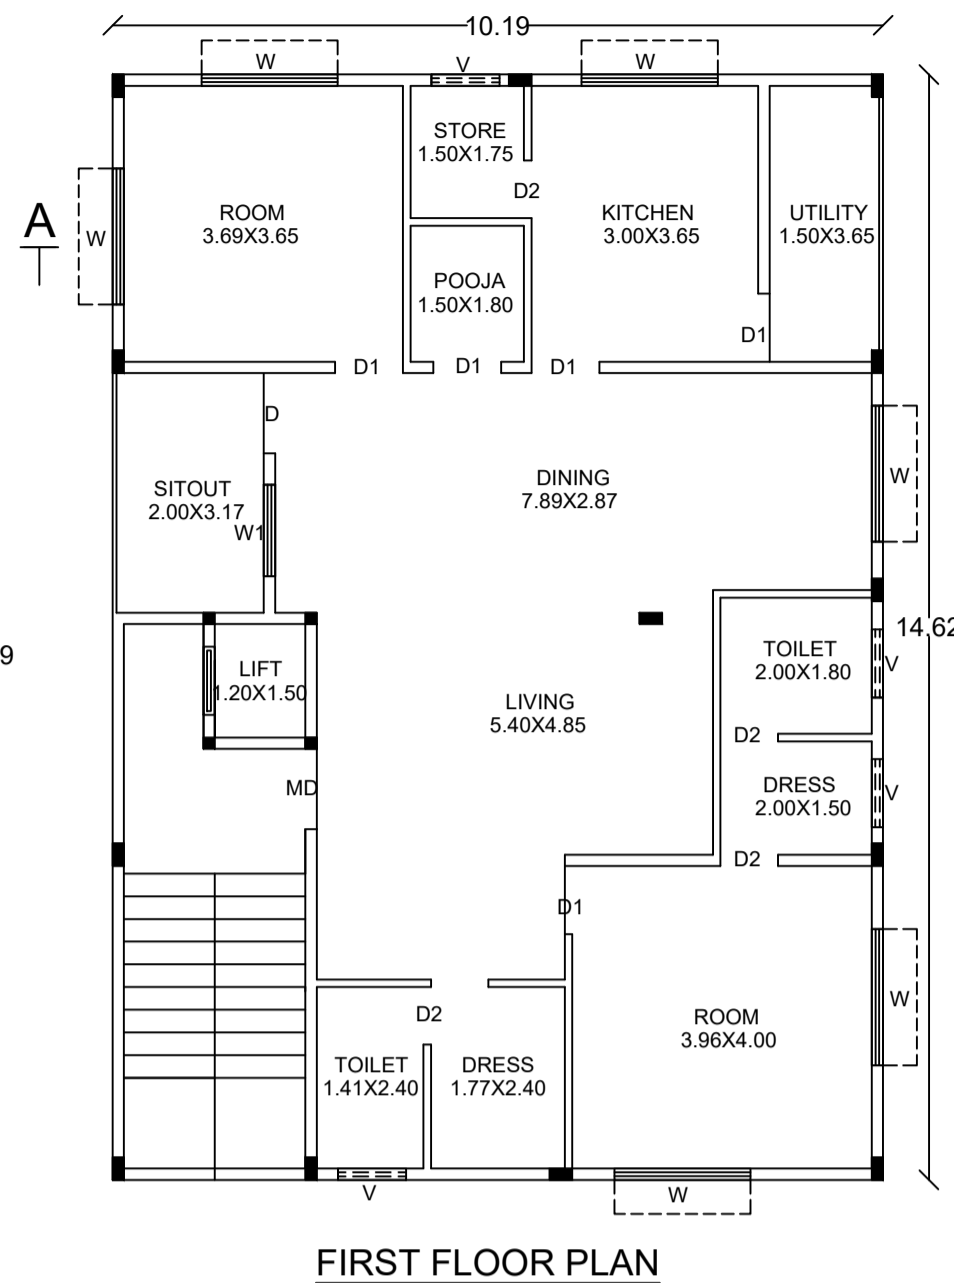 10.19
W
V
W
STORE
1.50X1.75
D2
A
W
ROOM
3.69X3.65
KITCHEN
3.00X3.65
UTILITY
1.50X3.65
POOJA
1.50X1.80
D1
D1
D1
D1
D
SITOUT
2.00X3.17
W1
DINING
7.89X2.87
W
14.62
9
LIFT
1.20X1.50
TOILET
2.00X1.80
V
LIVING
5.40X4.85
D2
MD
DRESS
2.00X1.50
V
D2
D1
W
ROOM
3.96X4.00
D2
TOILET
1.41X2.40
DRESS
1.77X2.40
V
W
FIRST FLOOR PLAN